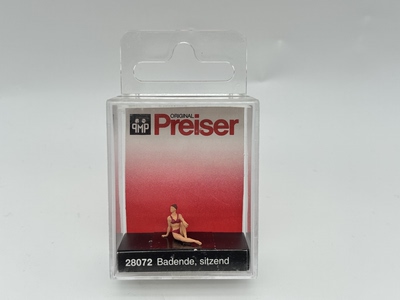 ORIGINAL
PMP Preiser
28072 Badende, sitzend